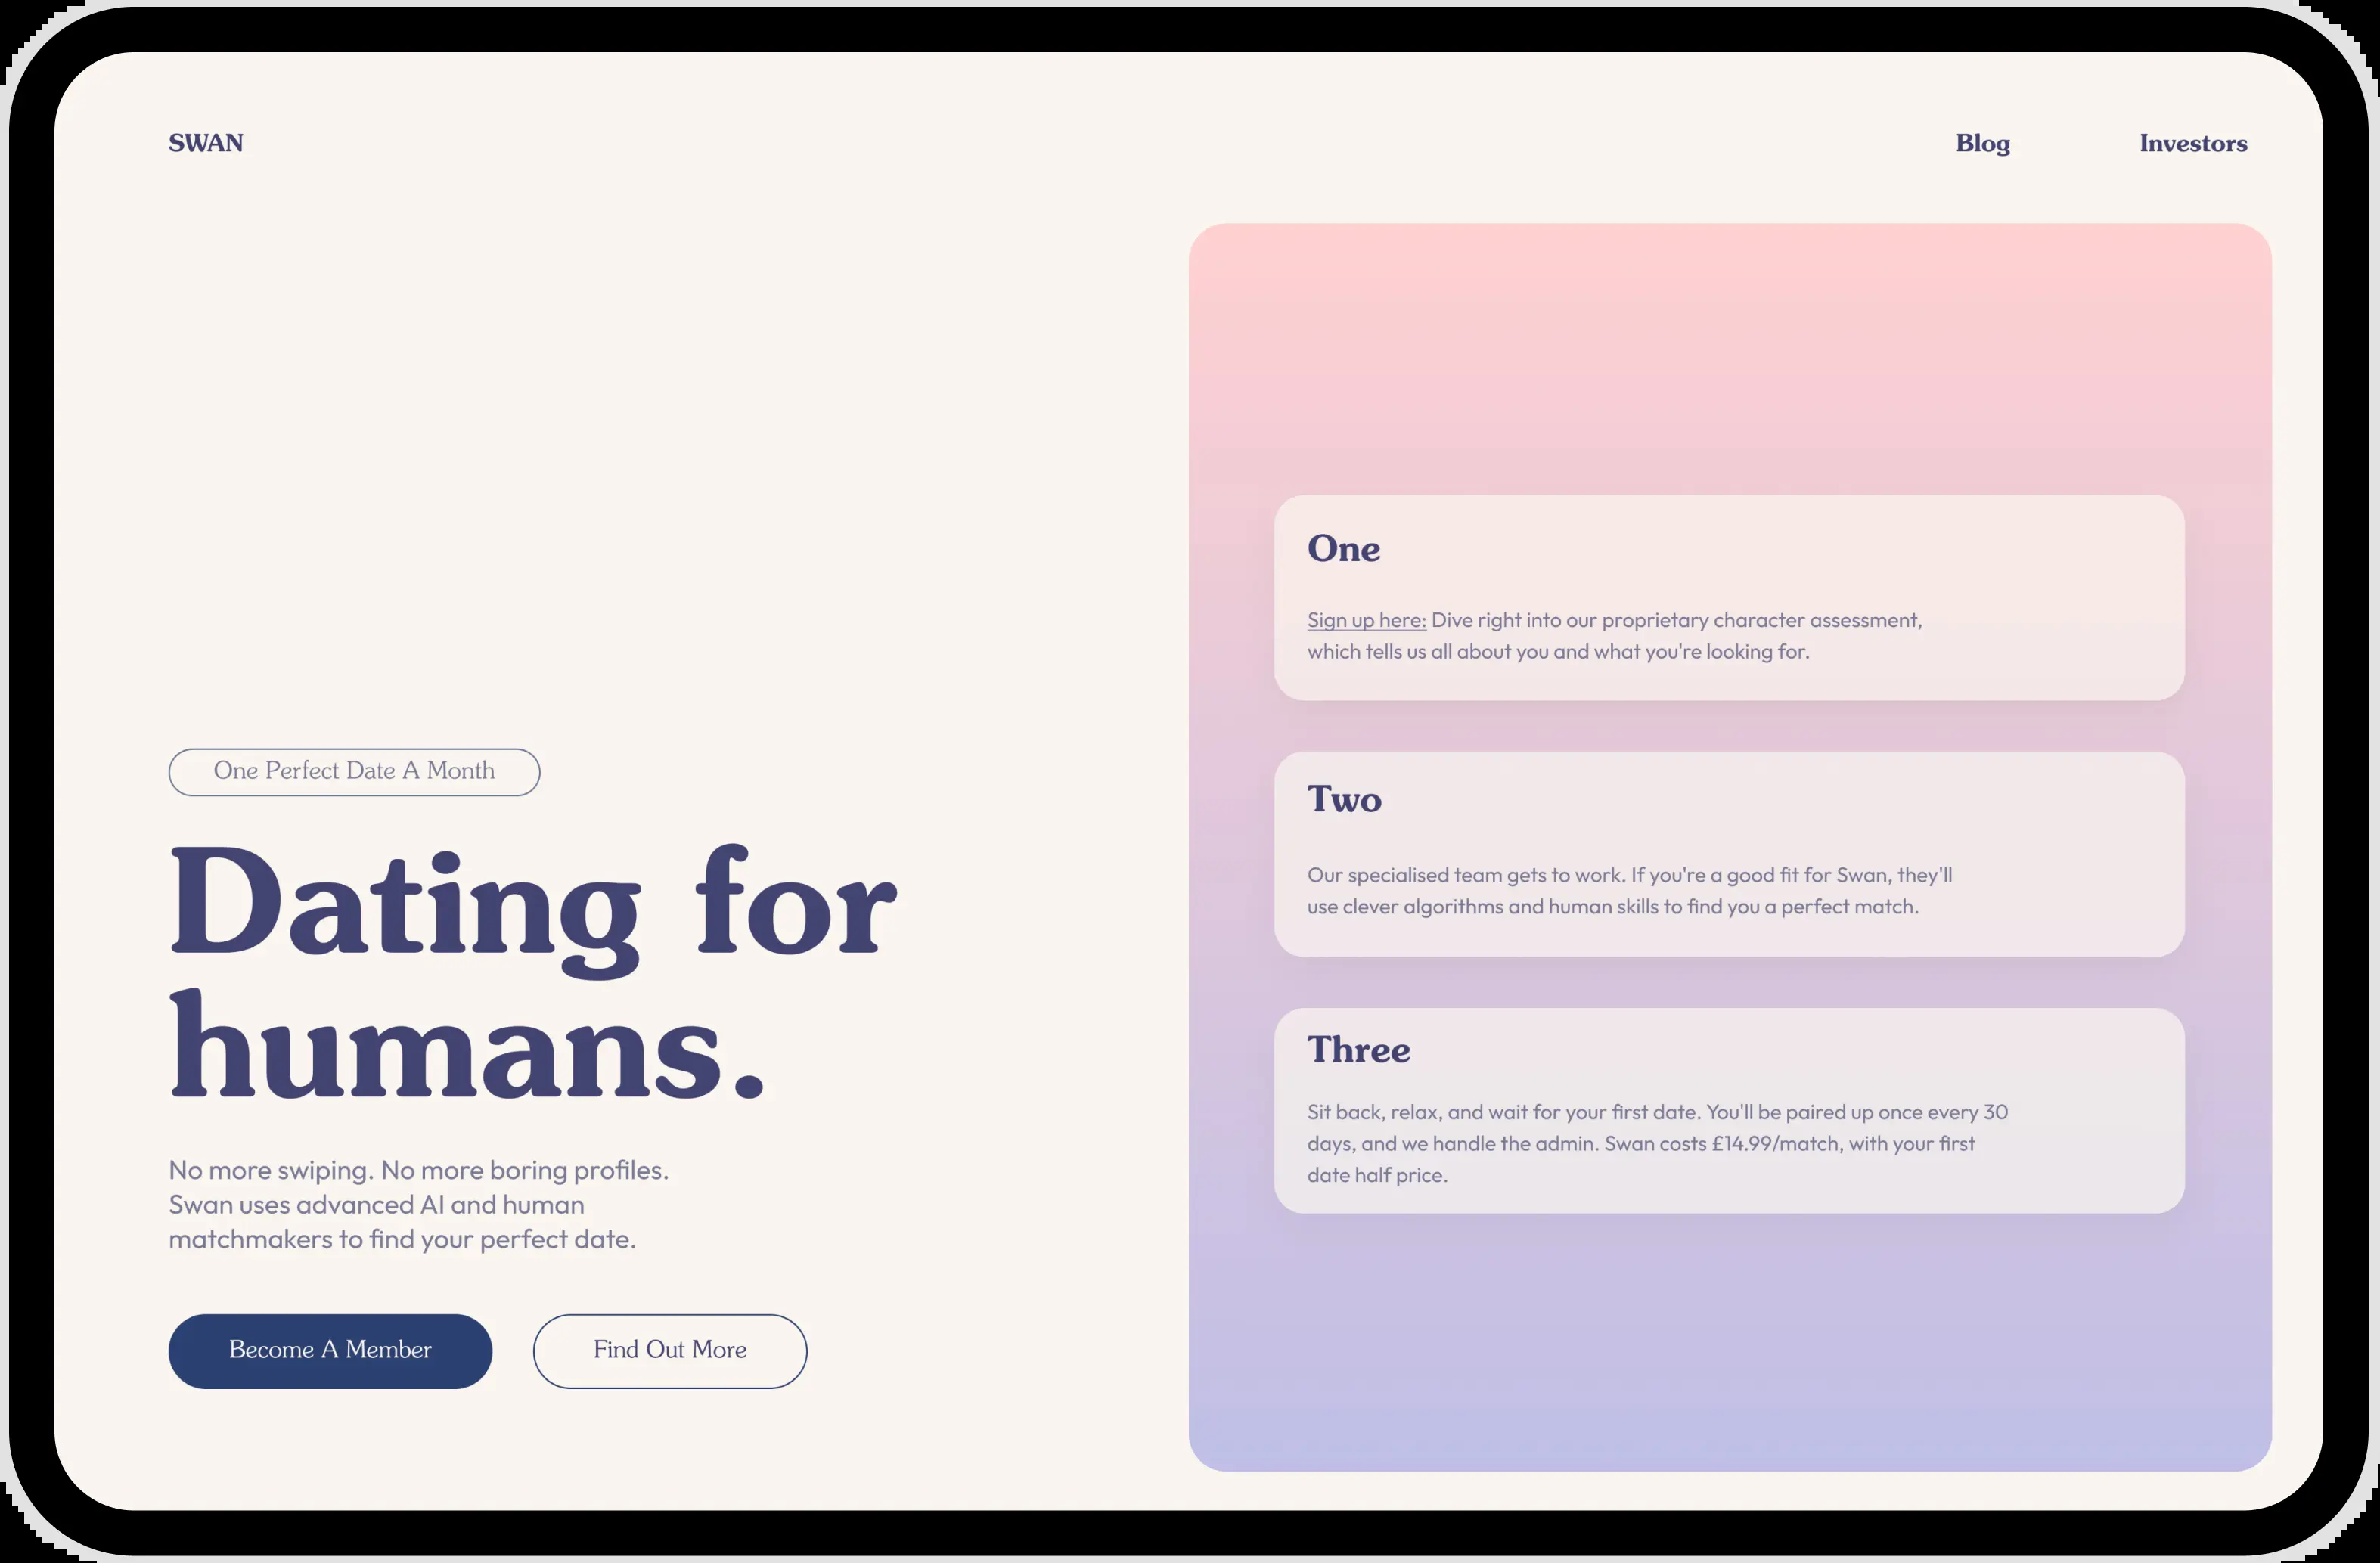 SWAN
Blog
Investors
One Perfect Date A Month
Dating for
humans.
No more swiping. No more boring profiles.
Swan uses advanced AI and human
matchmakers to find your perfect date.
Become A Member
Find Out More
One
Sign up here: Dive right into our proprietary character assessment,
which tells us all about you and what you're looking for.
Two
Our specialised team gets to work. If you're a good fit for Swan, they'll
use clever algorithms and human skills to find you a perfect match.
Three
Sit back, relax, and wait for your first date. You'll be paired up once every 30
days, and we handle the admin. Swan costs £14.99/match, with your first
date half price.